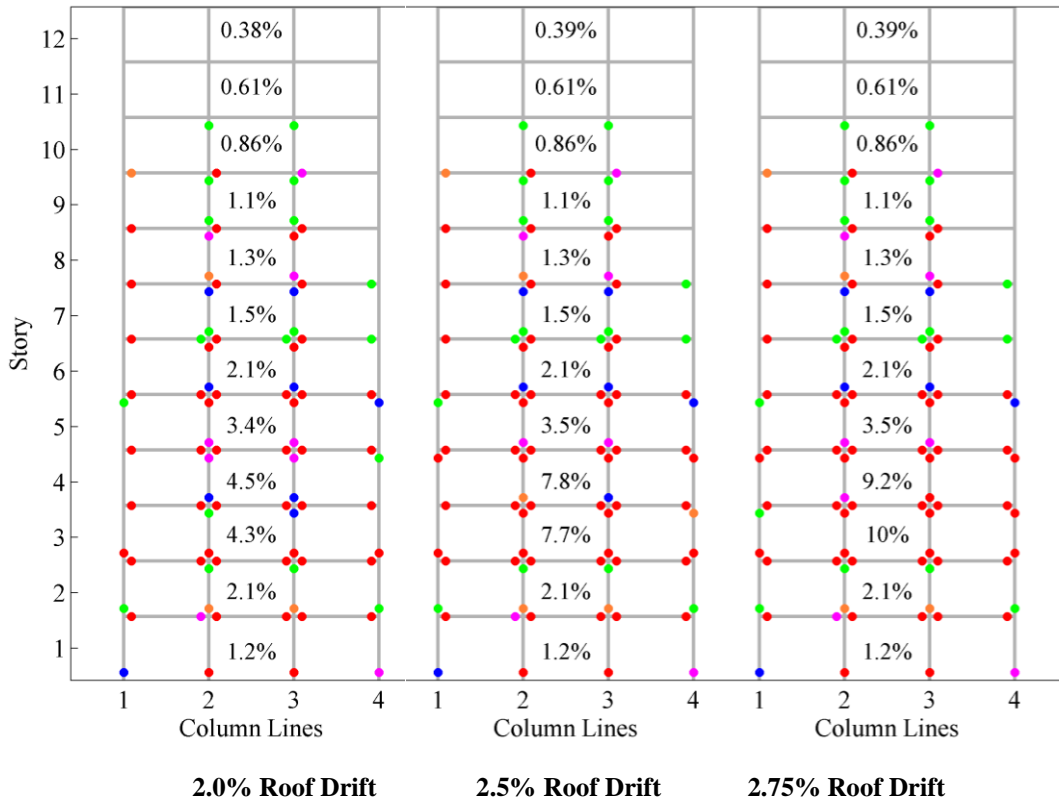 12 0.38% 0.39% 0.39%
11 0.61% 0.61% 0.61%
10 0.86% 0.86% 0.86%
9 1.1% 1.1% 1.1%
8 1.3% 1.3% 1.3%
7 1.5% 1.5% 1.5%
Story
6 2.1% 2.1% 2.1%
5 3.4% 3.5% 3.5%
4 4.5% 7.8% 9.2%
3 4.3% 7.7% 10%
2 2.1% 2.1% 2.1%
1 1.2% 1.2% 1.2%
1 2 3 4 1 2 3 4 1 2 3 4
Column Lines Column Lines Column Lines
2.0% Roof Drift 2.5% Roof Drift 2.75% Roof Drift